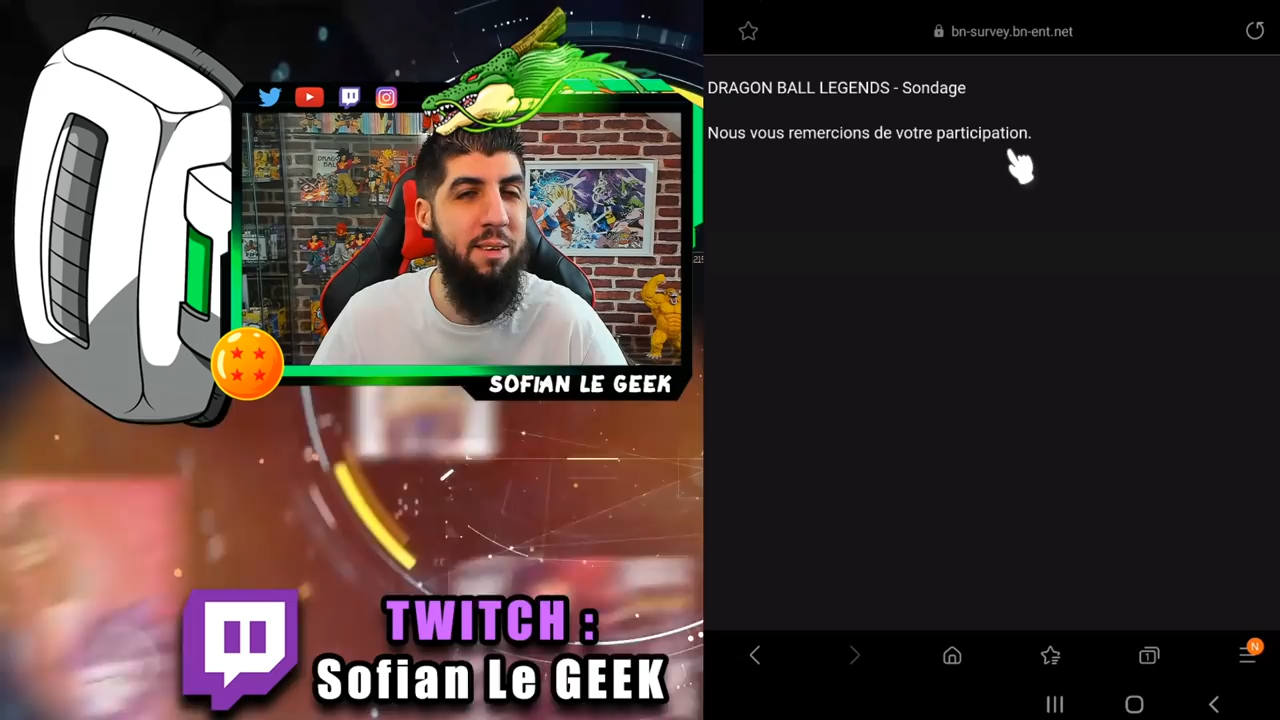 bn-survey.bn-ent.net
DRAGON BALL LEGENDS - Sondage
Nous vous remercions de votre participation.
SOFIAN LE GEEK
TWITCH :
Sofian Le GEEK
1
N